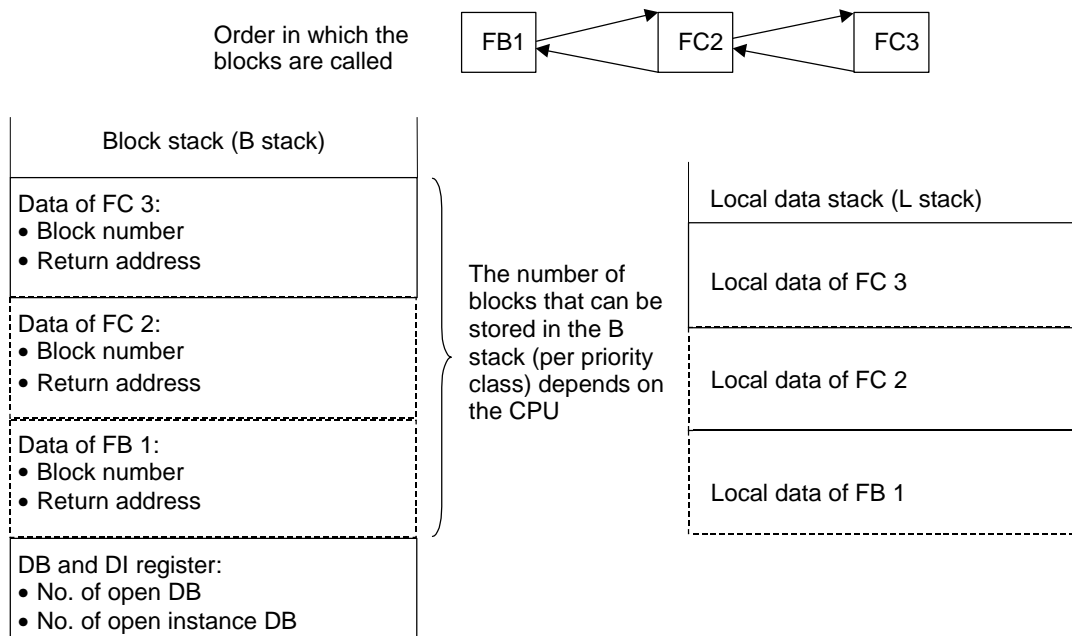 Order in which the
blocks are called
FB1
FC2
FC3
Block stack (B stack)
Data of FC 3:
• Block number
• Return address
Data of FC 2:
• Block number
• Return address
Data of FB 1:
• Block number
• Return address
DB and DI register:
• No. of open DB
• No. of open instance DB
The number of
blocks that can be
stored in the B
stack (per priority
class) depends on
the CPU
Local data stack (L stack)
Local data of FC 3
Local data of FC 2
Local data of FB 1